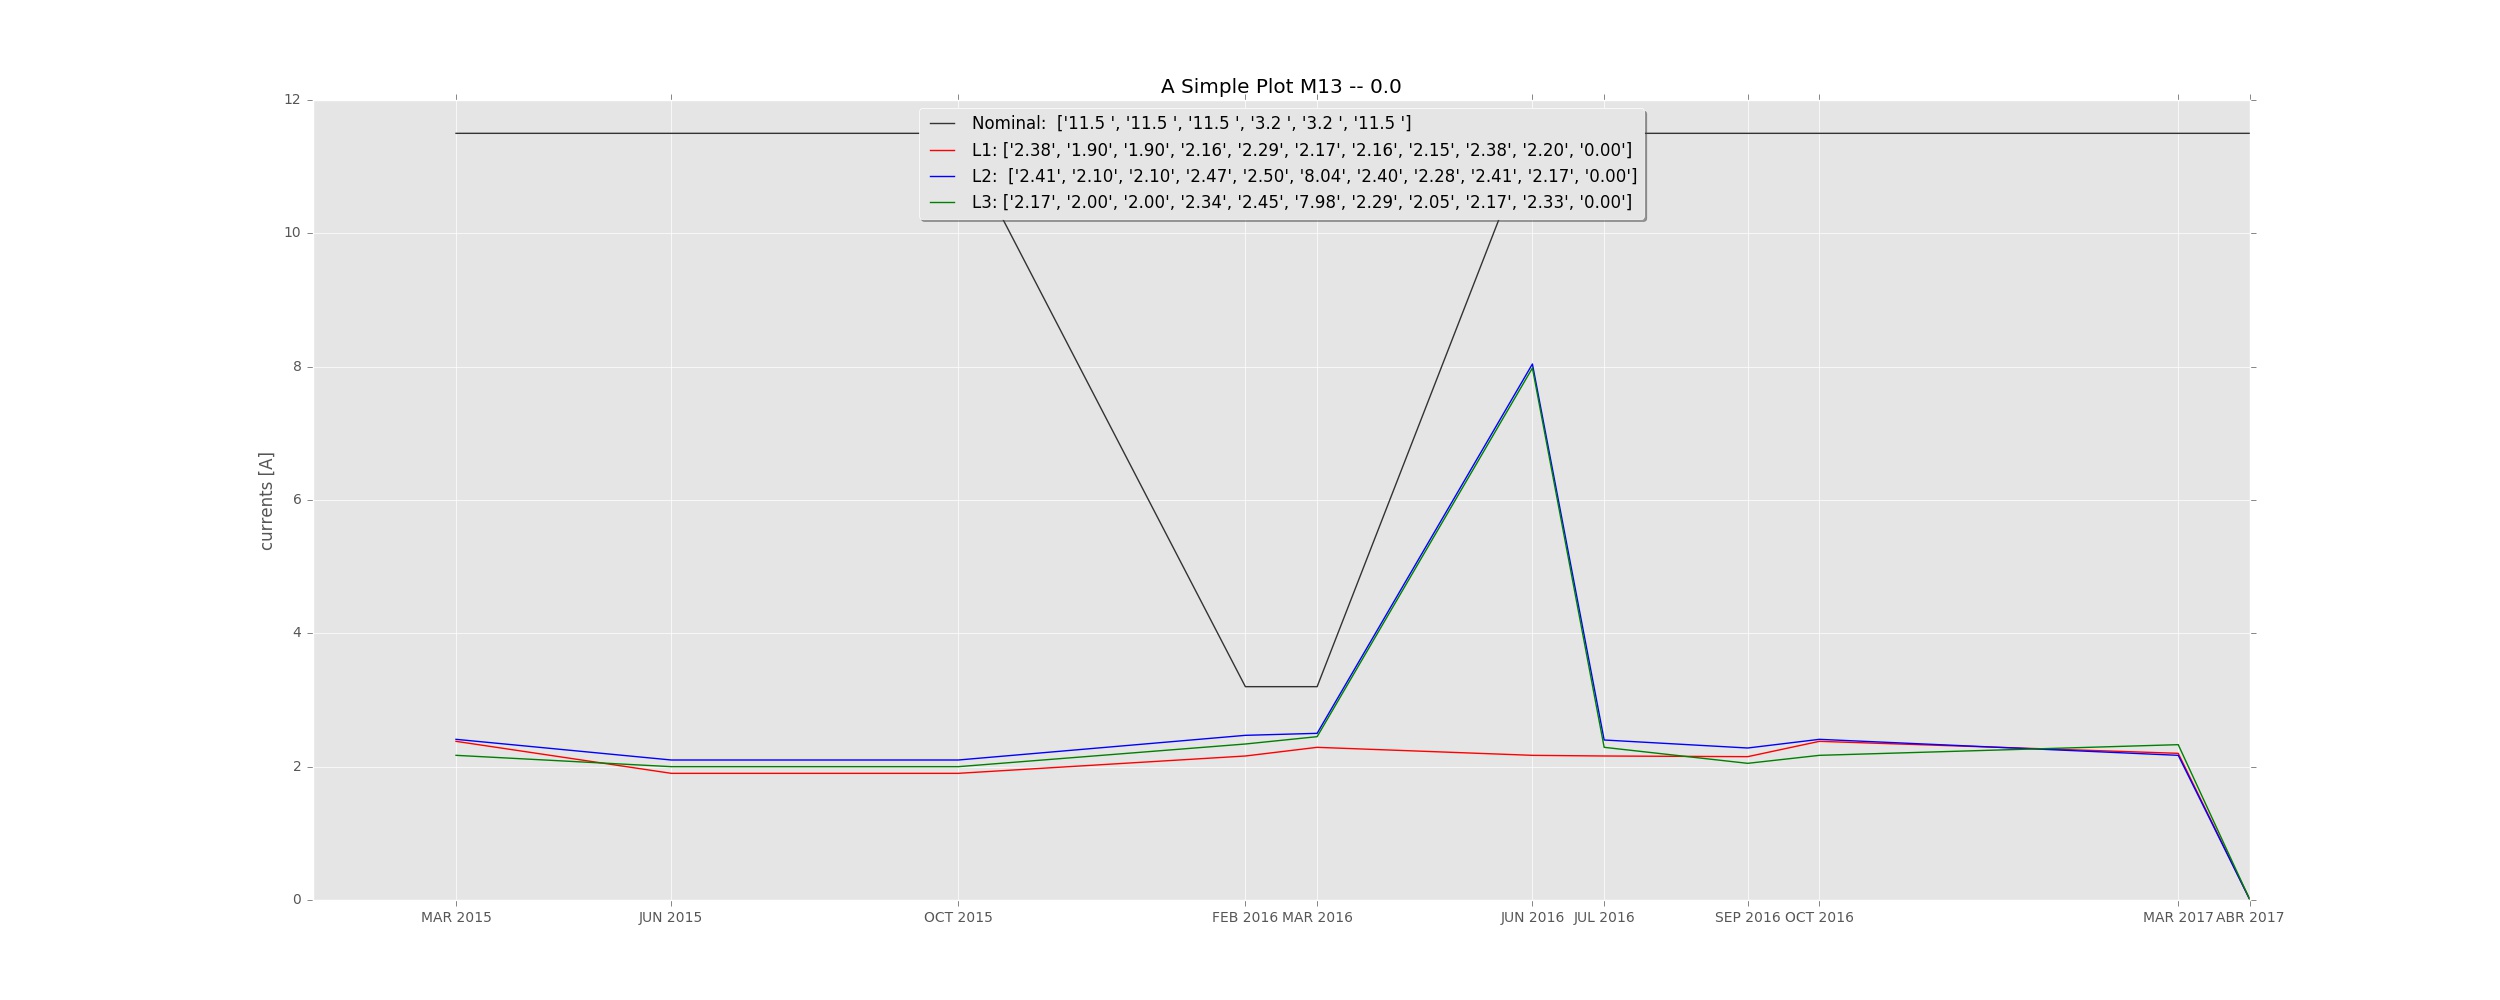 A Simple Plot M13 -- 0.0
12
10
8
6
4
2
0
currents [A]
Nominal:  ['11.5 ', '11.5 ', '11.5 ', '3.2 ', '3.2 ', '11.5 ']
L1: ['2.38', '1.90', '1.90', '2.16', '2.29', '2.17', '2.16', '2.15', '2.38', '2.20', '0.00']
L2:  ['2.41', '2.10', '2.10', '2.47', '2.50', '8.04', '2.40', '2.28', '2.41', '2.17', '0.00']
L3: ['2.17', '2.00', '2.00', '2.34', '2.45', '7.98', '2.29', '2.05', '2.17', '2.33', '0.00']
MAR 2015 JUN 2015 OCT 2015 FEB 2016 MAR 2016 JUN 2016 JUL 2016 SEP 2016 OCT 2016 MAR 2017 ABR 2017